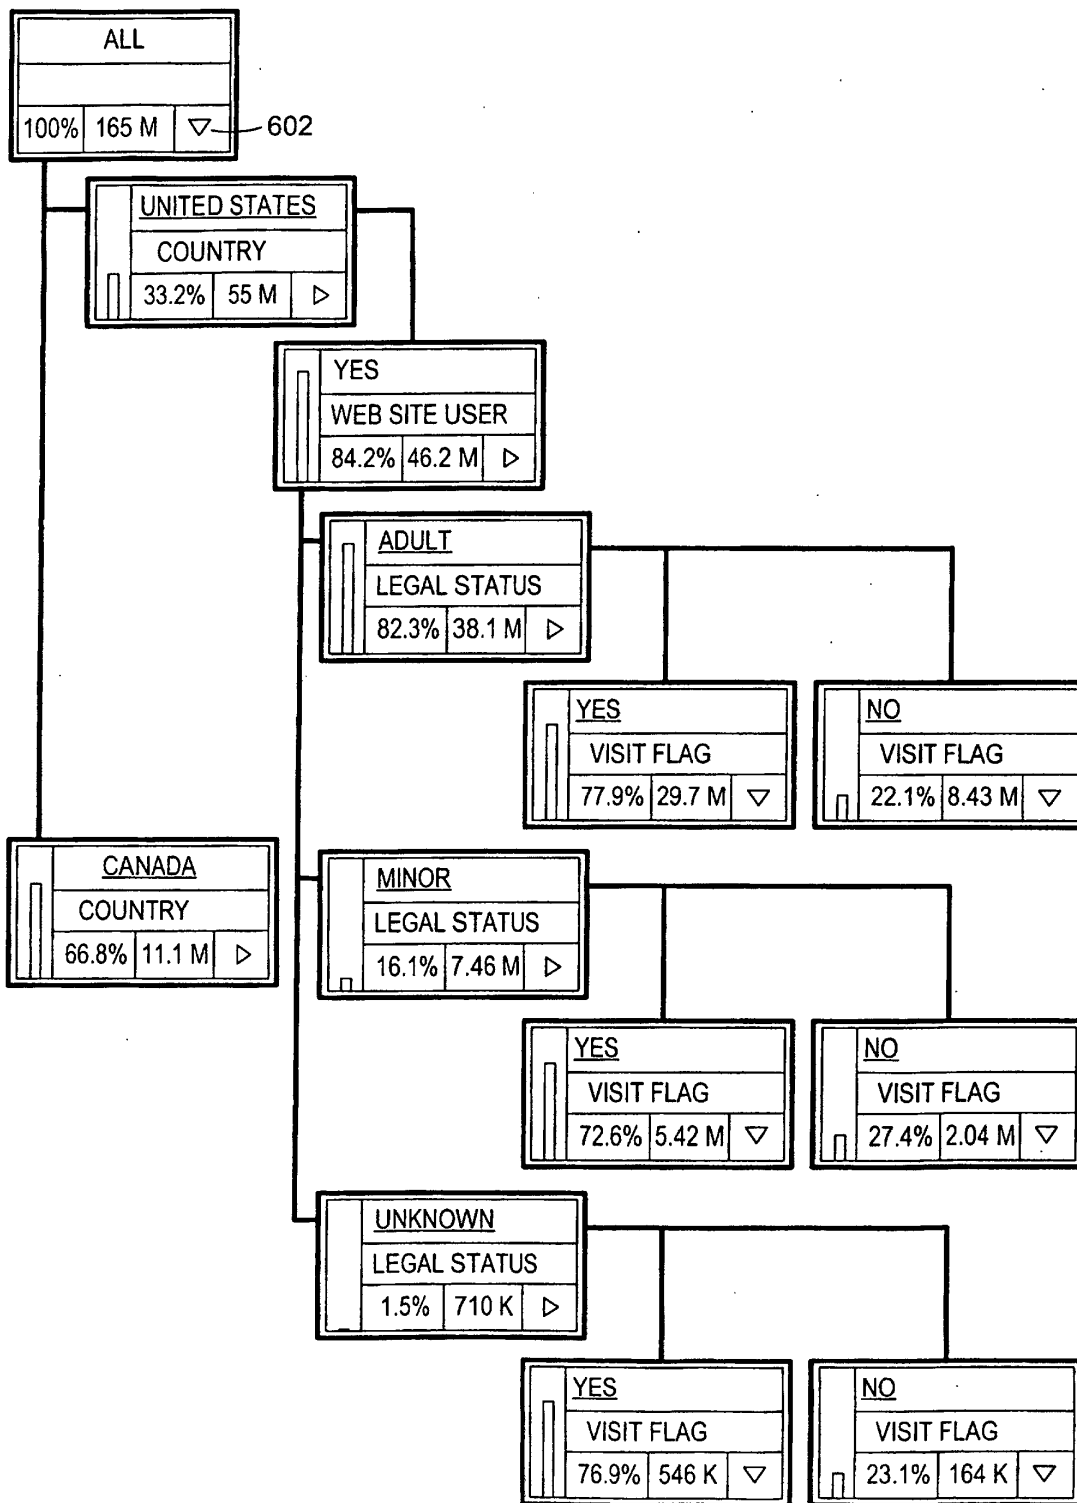 ALL
100% 165 M
602
UNITED STATES
COUNTRY
33.2% 55 M
YES
WEB SITE USER
84.2% 46.2 M
ADULT
LEGAL STATUS
82.3% 38.1 M
YES
VISIT FLAG
77.9% 29.7 M
NO
VISIT FLAG
22.1% 8.43 M
CANADA
COUNTRY
66.8% 11.1 M
MINOR
LEGAL STATUS
16.1% 7.46 M
YES
VISIT FLAG
72.6% 5.42 M
NO
VISIT FLAG
27.4% 2.04 M
UNKNOWN
LEGAL STATUS
1.5% 710 K
YES
VISIT FLAG
76.9% 546 K
NO
VISIT FLAG
23.1% 164 K